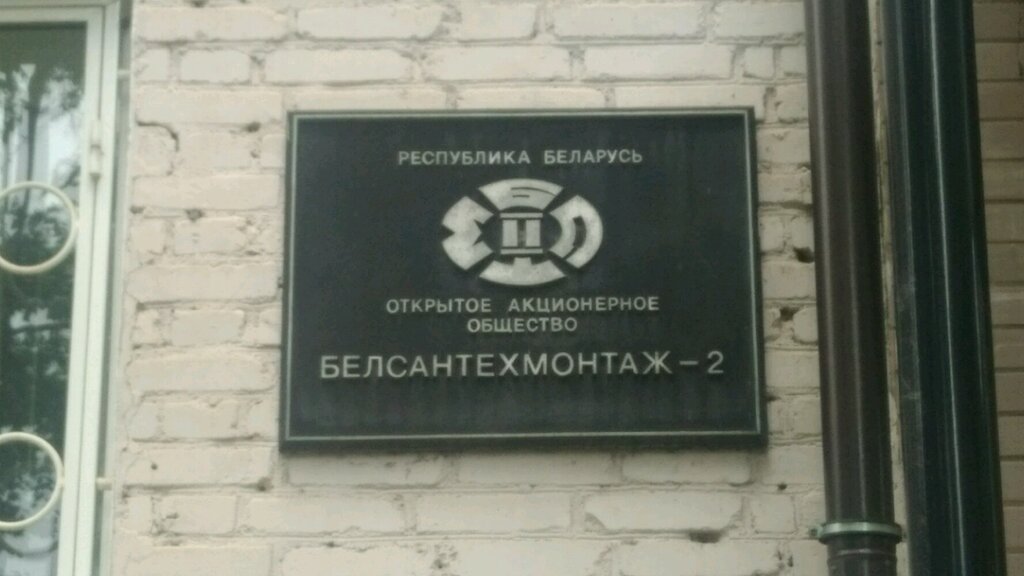 РЕСПУБЛИКА БЕЛАРУСЬ
ОТКРЫТОЕ АКЦИОНЕРНОЕ
ОБЩЕСТВО
БЕЛСАНТЕХМОНТАЖ – 2